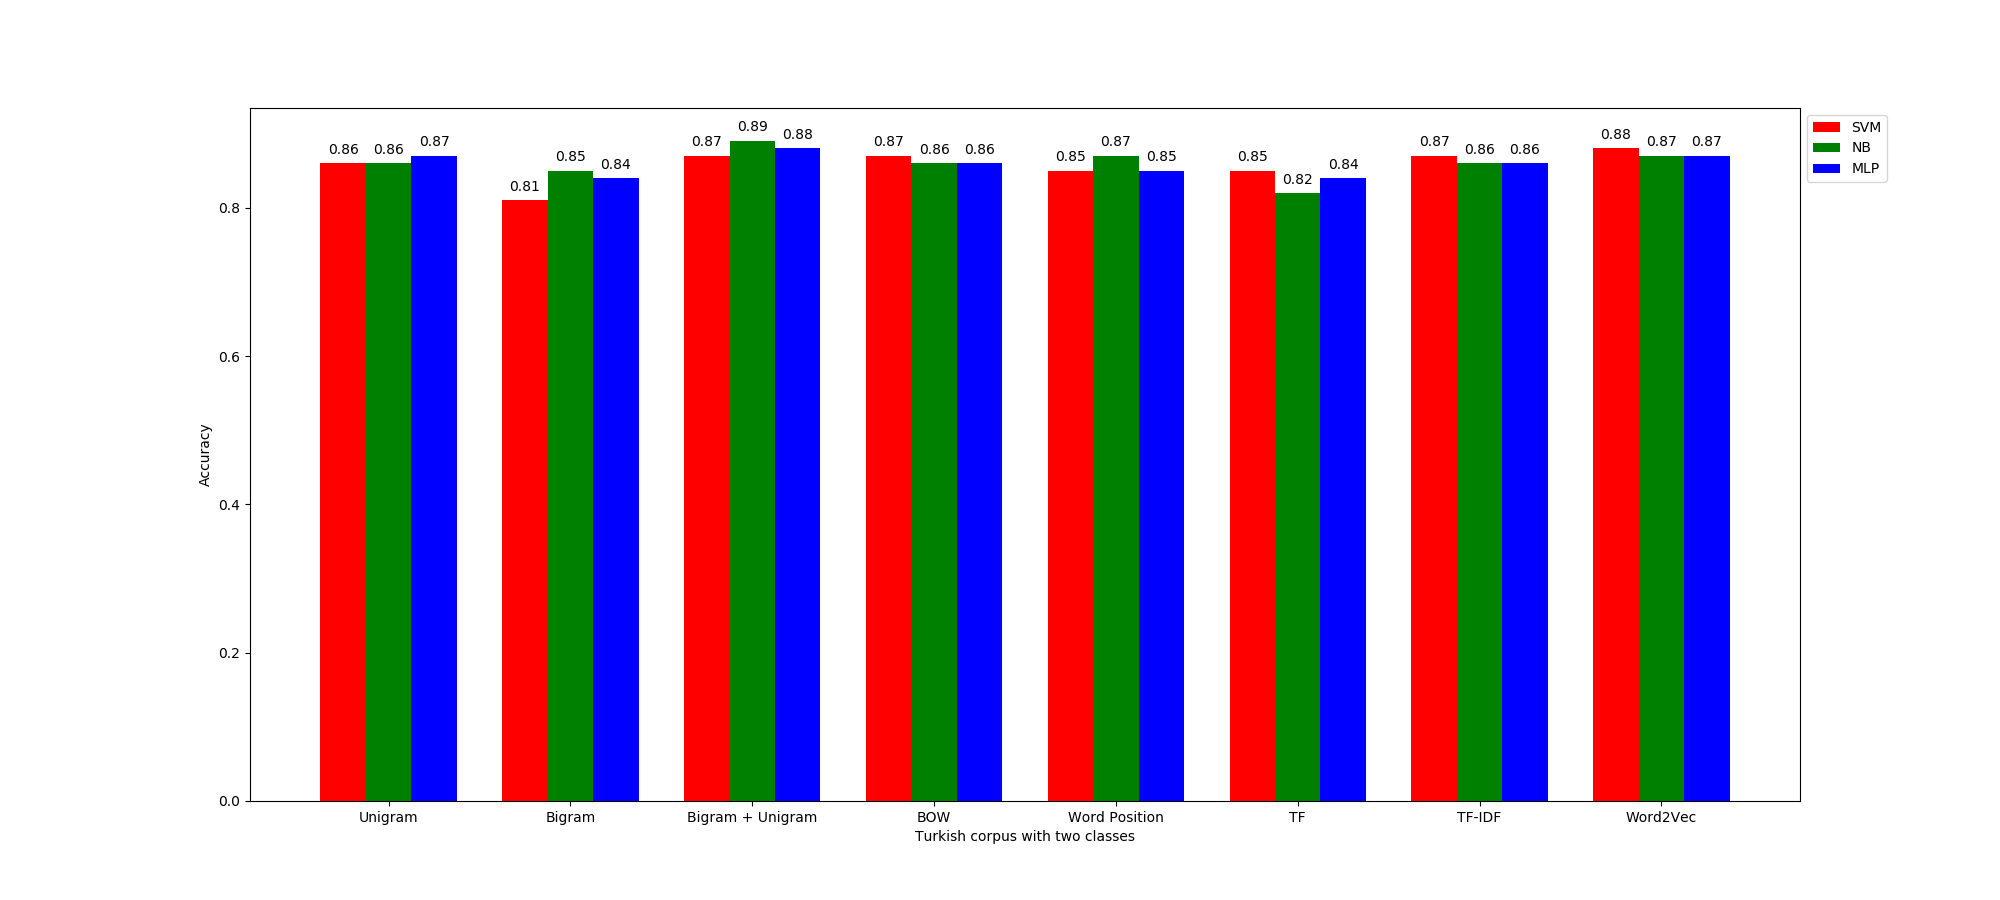 0.86 0.86 0.87 0.81 0.85 0.84 0.87 0.89 0.88 0.87 0.86 0.86 0.85 0.87 0.85 0.85 0.82 0.84 0.87 0.86 0.86 0.88 0.87 0.87
SVM
NB
MLP
0.8
0.6
0.4
0.2
0.0
Accuracy
Unigram Bigram Bigram + Unigram BOW Word Position TF TF-IDF Word2Vec
Turkish corpus with two classes